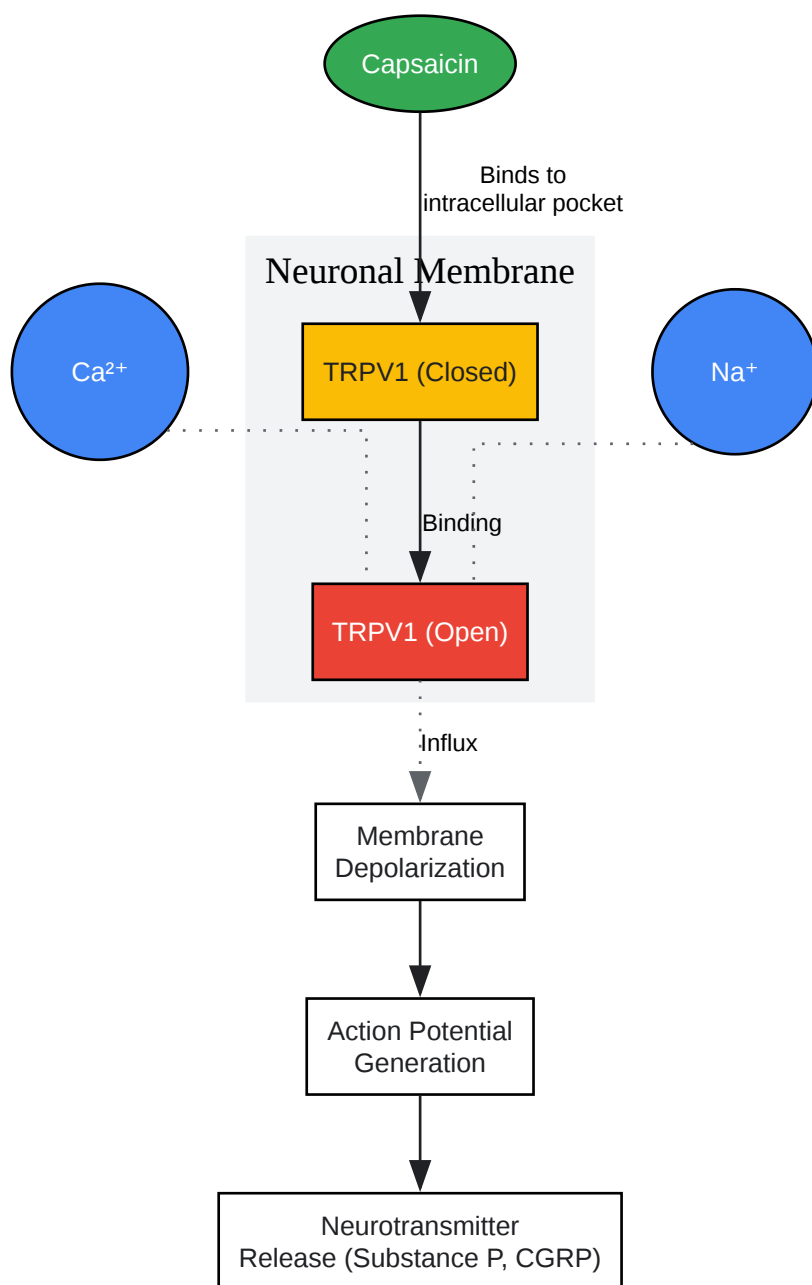 Capsaicin
Binds to
intracellular pocket
Neuronal Membrane
Ca²⁺
TRPV1 (Closed)
Na⁺
Binding
TRPV1 (Open)
Influx
Membrane
Depolarization
Action Potential
Generation
Neurotransmitter
Release (Substance P, CGRP)